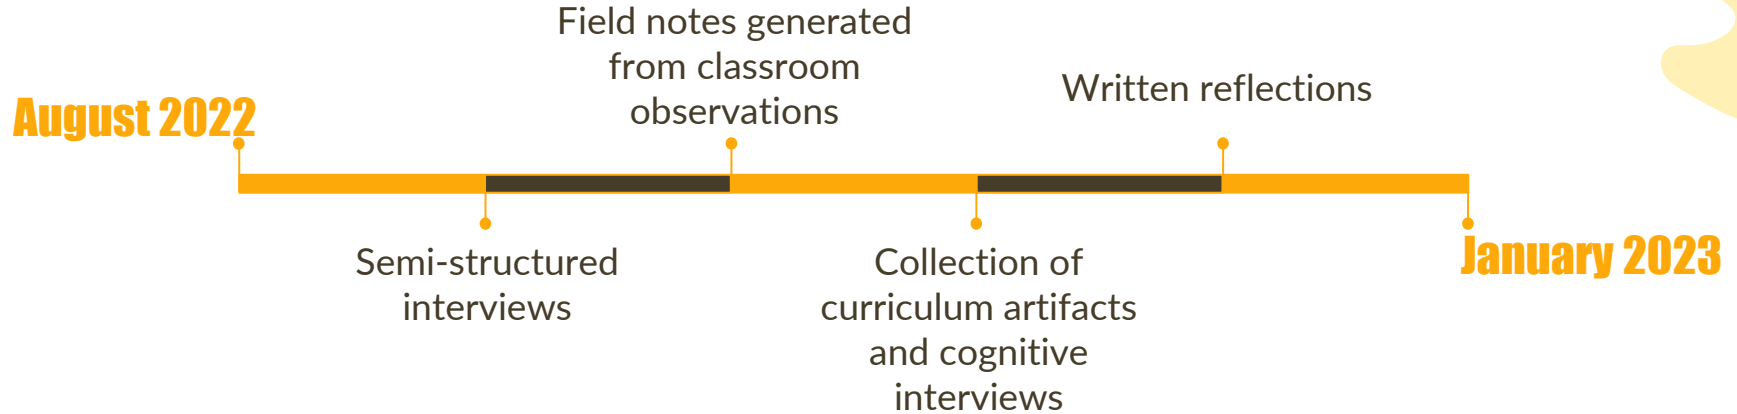 August 2022
Semi-structured
interviews
Field notes generated
from classroom
observations
Collection of
curriculum artifacts
and cognitive
interviews
Written reflections
January 2023